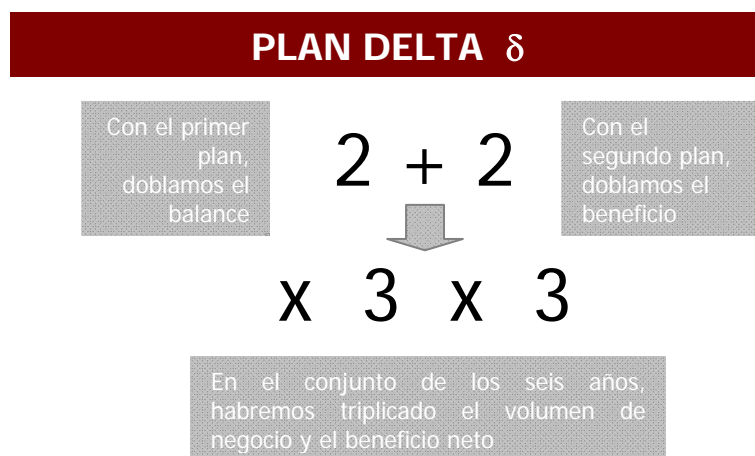 PLAN DELTA δ
Con el primer
plan,
doblamos el
balance
2 + 2
Con el
segundo plan,
doblamos el
beneficio
x 3 x 3
En el conjunto de los seis años,
habremos triplicado el volumen de
negocio y el beneficio neto